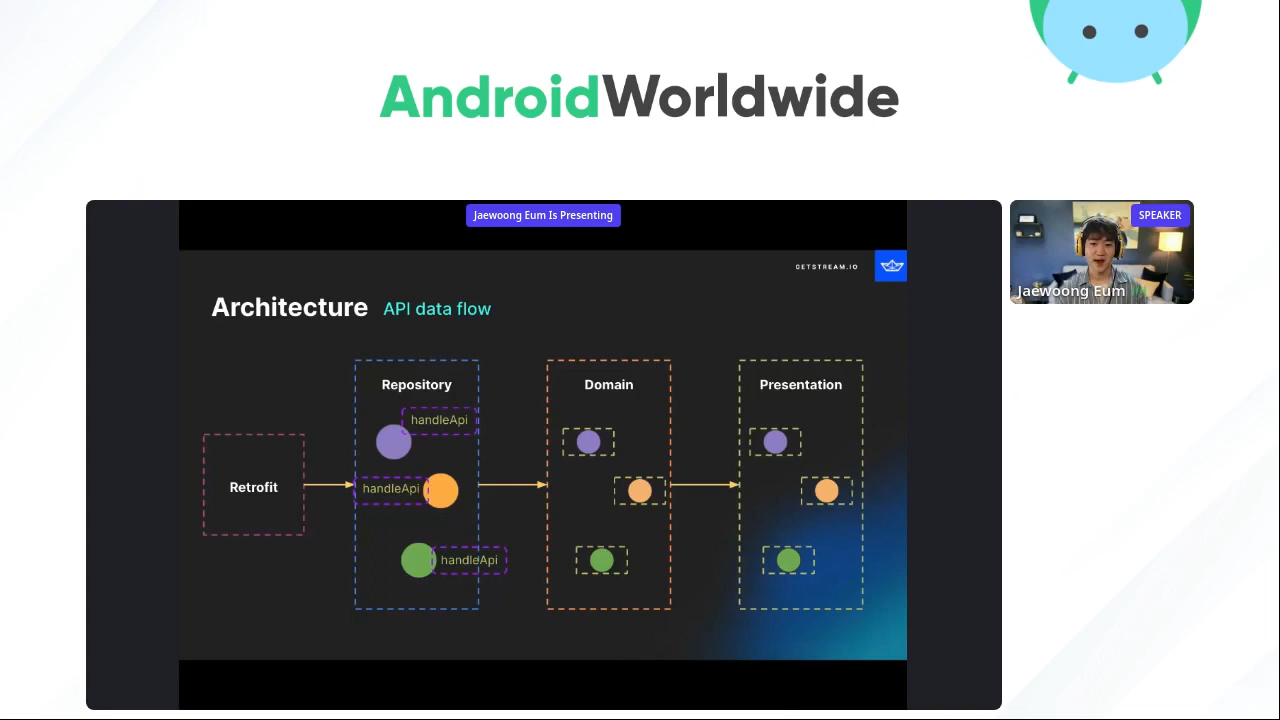 AndroidWorldwide
Jaewoong Eum Is Presenting
SPEAKER
Jaewoong Eum
GETSTREAM.IO
Architecture API data flow
Repository
Domain
Presentation
handleApi
Retrofit
handleApi
handleApi